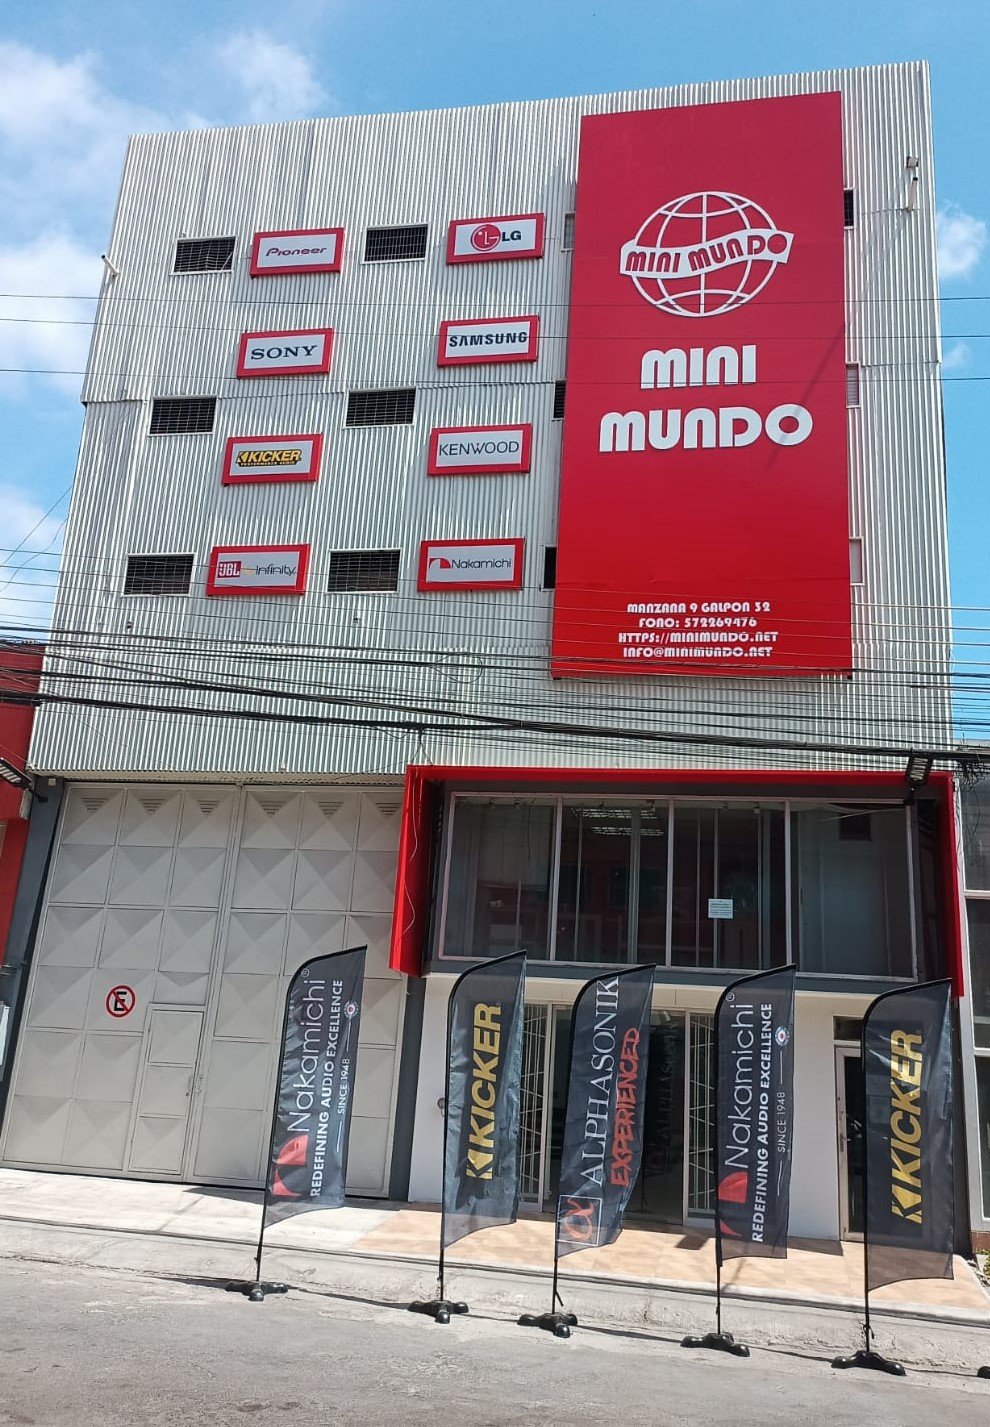 Pioneer
LG
SONY
SAMSUNG
KICKER
PERFORMANCE AUDIO
KENWOOD
JBL Infinity
Nakamichi
MINI MUNDO
MINI
MUNDO
MANZANA 9 GALPON 32
FONO: 572269476
HTTPS://MINIMUNDO.NET
INFO@MINIMUNDO.NET
E
Nakamichi®
REDEFINING AUDIO EXCELLENCE
SINCE 1948
KICKER
ALPHASONIK
EXPERIENCED
Nakamichi®
REDEFINING AUDIO EXCELLENCE
SINCE 1948
KICKER